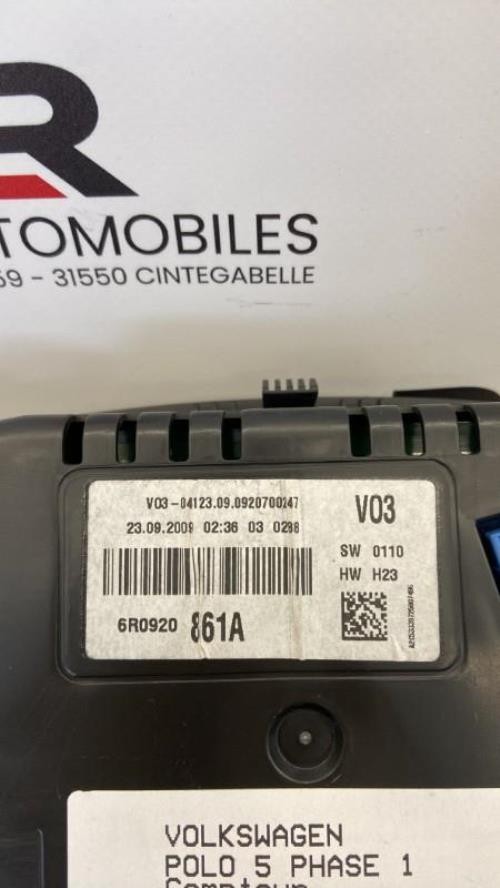 R
TOMOBILES
59 - 31550 CINTEGABELLE
V03-04123.09.0920700247
23.09.2009 02:36 03 0298
V03
SW 0110
HW H23
6R0920 861A
VOLKSWAGEN
POLO 5 PHASE 1
Compteur